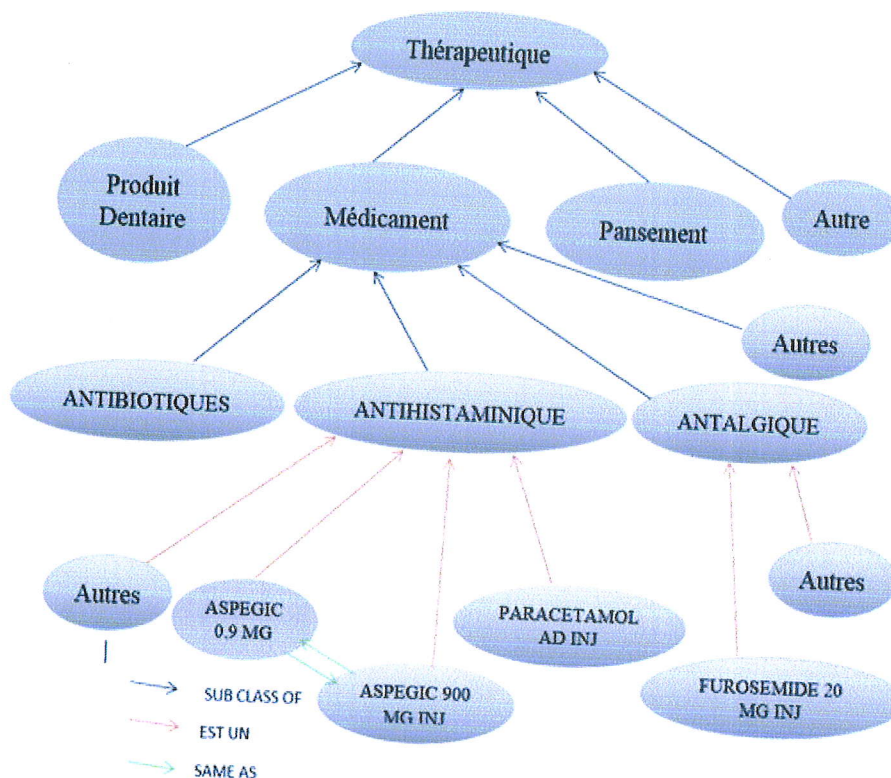 Thérapeutique
Produit
Dentaire
Médicament
Pansement
Autre
Autres
ANTIBIOTIQUES
ANTIHISTAMINIQUE
ANTALGIQUE
Autres
ASPEGIC
0.9 MG
PARACETAMOL
AD INJ
Autres
ASPEGIC 900
MG INJ
FUROSEMIDE 20
MG INJ
SUB CLASS OF
EST UN
SAME AS